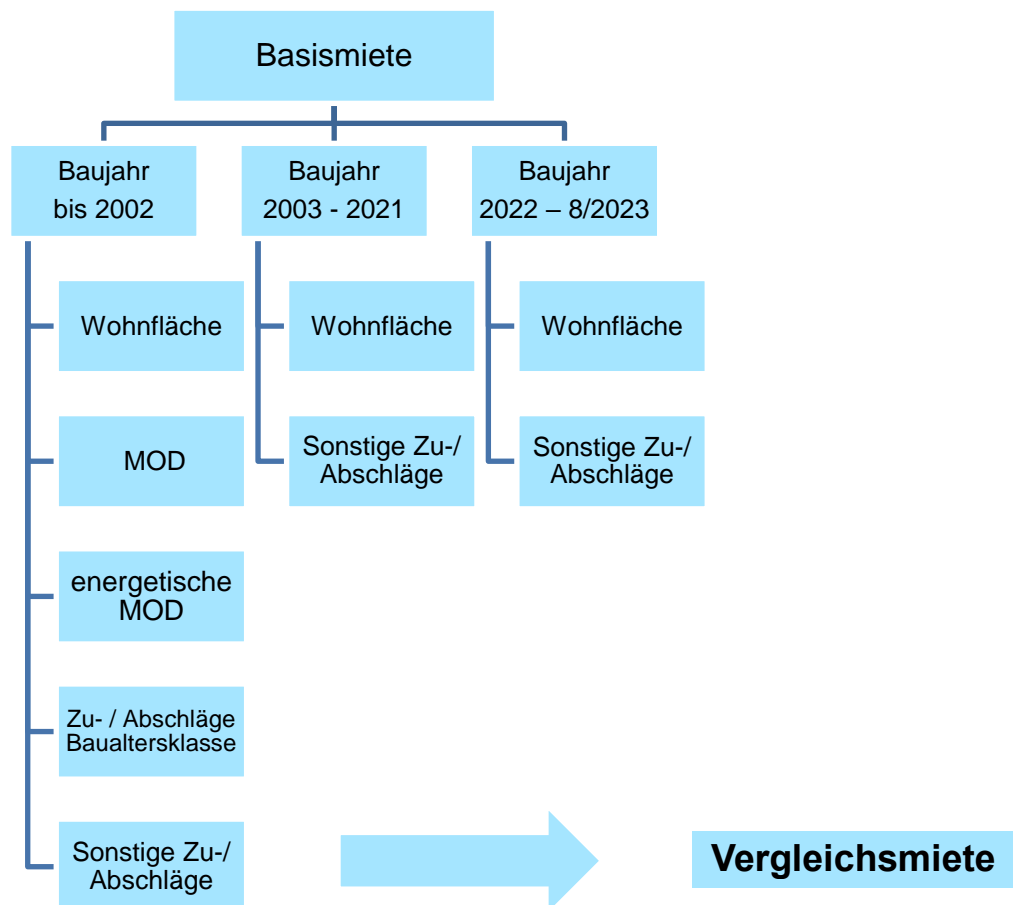 Basismiete
Baujahr
bis 2002
Wohnfläche
MOD
energetische
MOD
Zu- / Abschläge
Baualtersklasse
Sonstige Zu-/
Abschläge
Baujahr
2003 - 2021
Wohnfläche
Sonstige Zu-/
Abschläge
Baujahr
2022 – 8/2023
Wohnfläche
Sonstige Zu-/
Abschläge
Vergleichsmiete